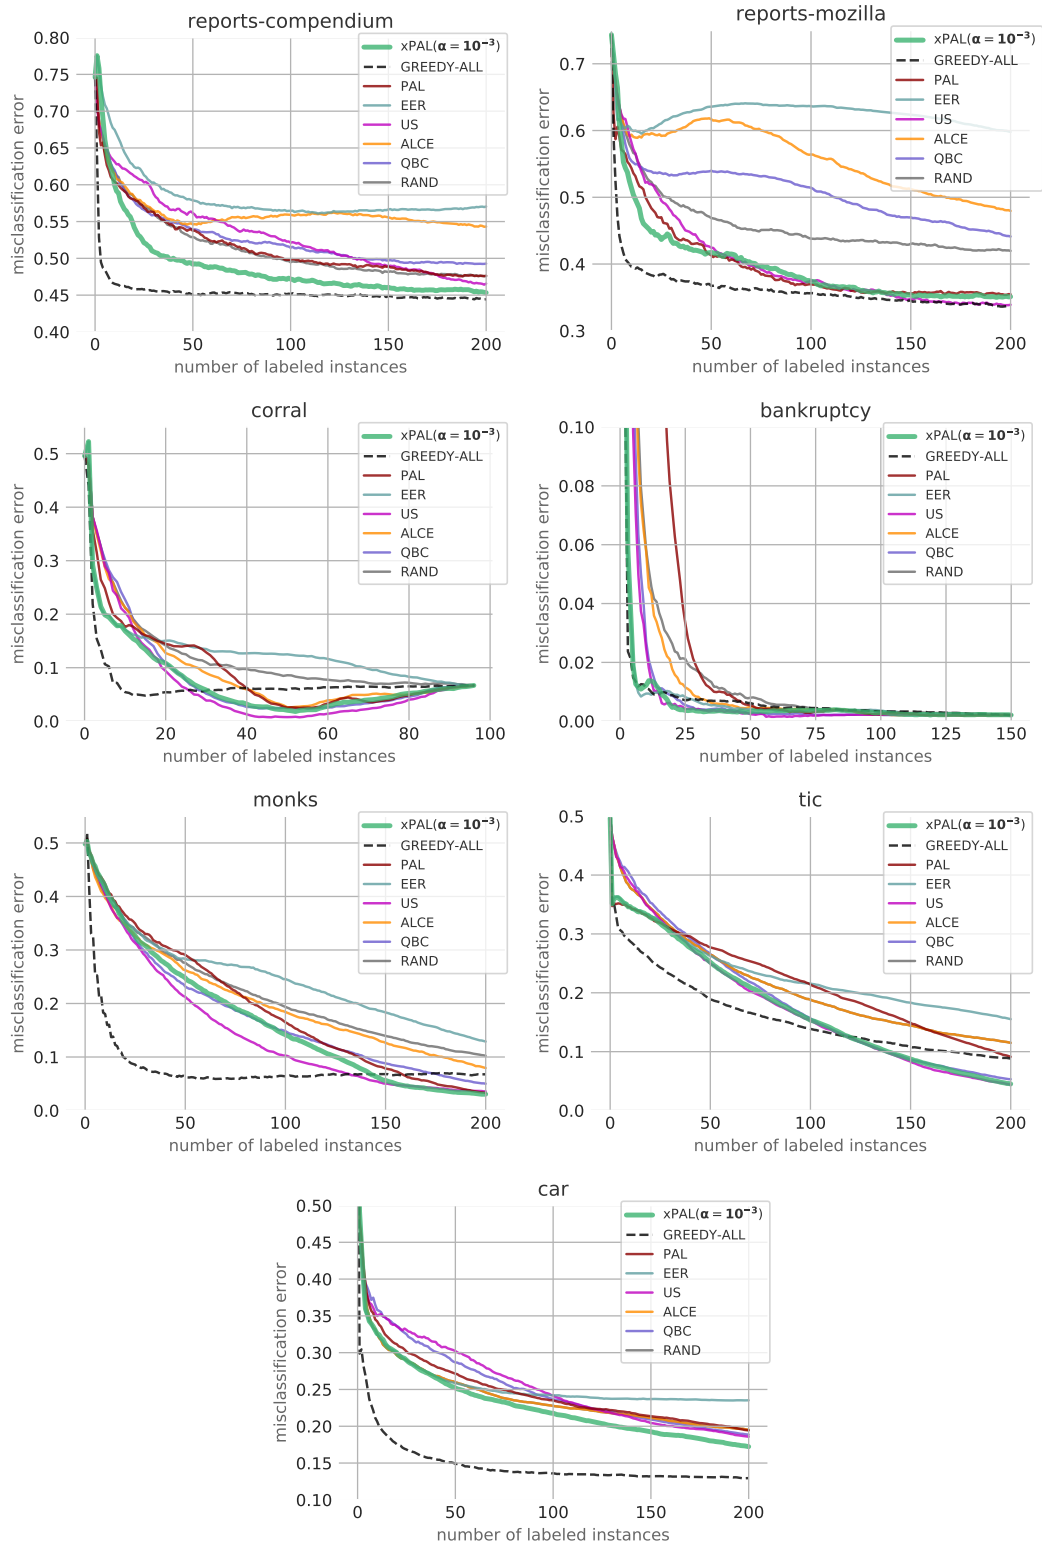 reports-compendium
misclassification error
0.80
0.75
0.70
0.65
0.60
0.55
0.50
0.45
0.40
0
50
100
150
200
number of labeled instances
xPAL(α = 10⁻³)
GREEDY-ALL
PAL
EER
US
ALCE
QBC
RAND
reports-mozilla
misclassification error
0.7
0.6
0.5
0.4
0.3
0
50
100
150
200
number of labeled instances
xPAL(α = 10⁻³)
GREEDY-ALL
PAL
EER
US
ALCE
QBC
RAND
corral
misclassification error
0.5
0.4
0.3
0.2
0.1
0.0
0
20
40
60
80
100
number of labeled instances
xPAL(α = 10⁻³)
GREEDY-ALL
PAL
EER
US
ALCE
QBC
RAND
bankruptcy
misclassification error
0.10
0.08
0.06
0.04
0.02
0.00
0
25
50
75
100
125
150
number of labeled instances
xPAL(α = 10⁻³)
GREEDY-ALL
PAL
EER
US
ALCE
QBC
RAND
monks
misclassification error
0.5
0.4
0.3
0.2
0.1
0.0
0
50
100
150
200
number of labeled instances
xPAL(α = 10⁻³)
GREEDY-ALL
PAL
EER
US
ALCE
QBC
RAND
tic
misclassification error
0.5
0.4
0.3
0.2
0.1
0.0
0
50
100
150
200
number of labeled instances
xPAL(α = 10⁻³)
GREEDY-ALL
PAL
EER
US
ALCE
QBC
RAND
car
misclassification error
0.50
0.45
0.40
0.35
0.30
0.25
0.20
0.15
0.10
0
50
100
150
200
number of labeled instances
xPAL(α = 10⁻³)
GREEDY-ALL
PAL
EER
US
ALCE
QBC
RAND